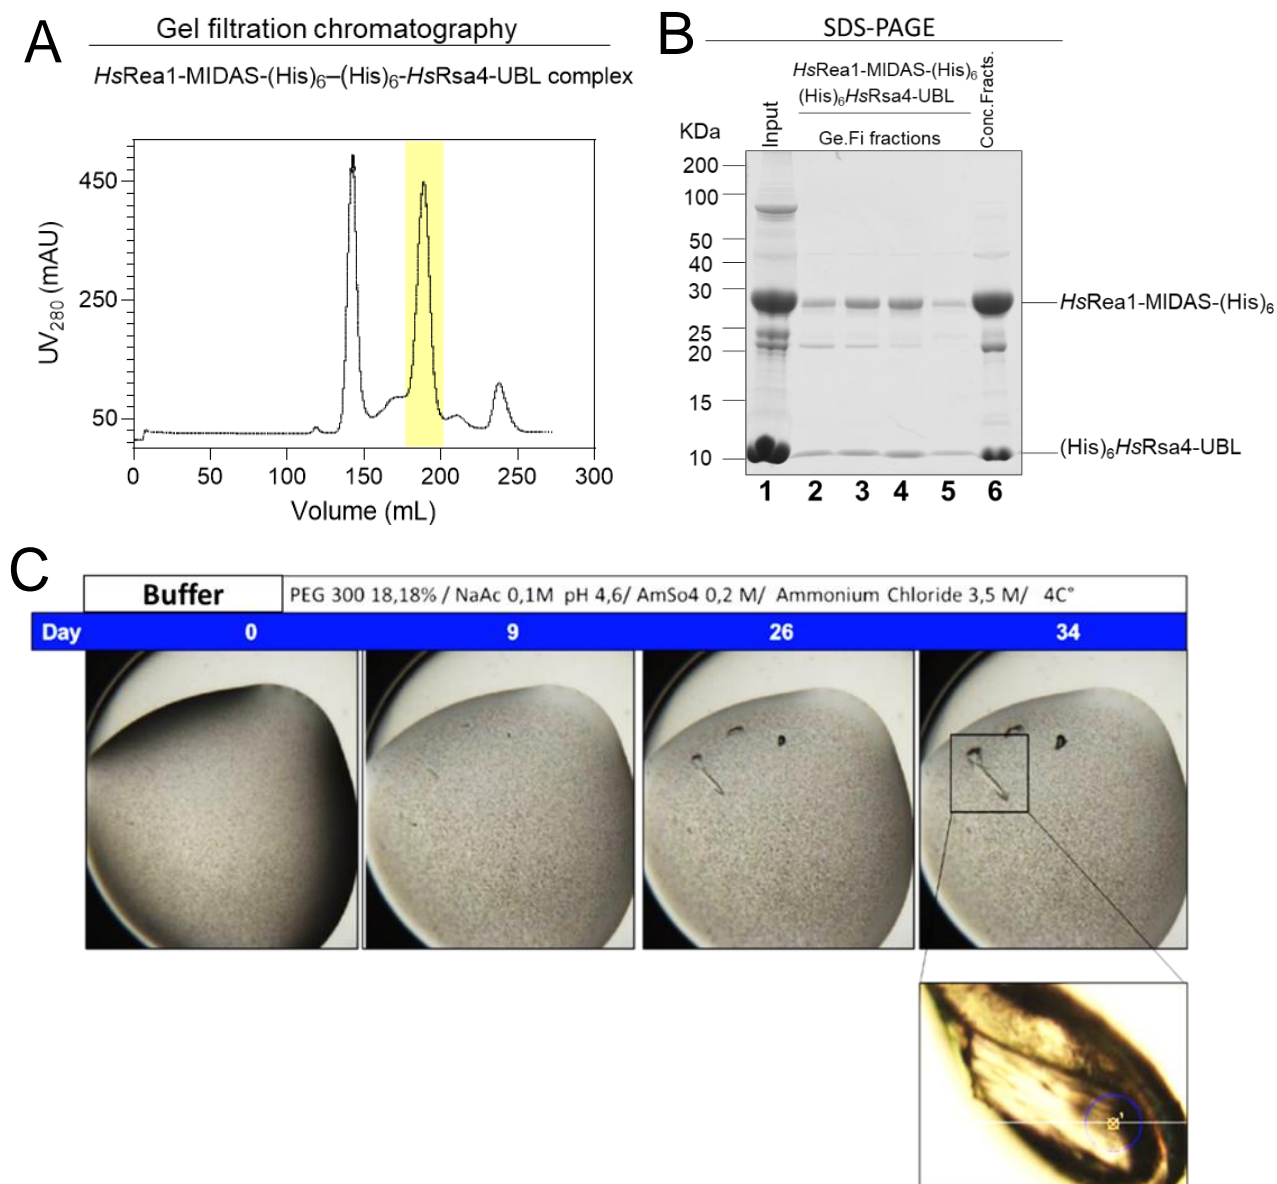 A
Gel filtration chromatography
HsRea1-MIDAS-(His)6–(His)6-HsRsa4-UBL complex
UV280 (mAU)
450
250
50
0 50 100 150 200 250 300
Volume (mL)
B
SDS-PAGE
HsRea1-MIDAS-(His)6
(His)6HsRsa4-UBL
KDa
Input
Ge.Fi fractions
Conc.Fracts.
200
100
50
40
30
25
20
15
10
HsRea1-MIDAS-(His)6
(His)6HsRsa4-UBL
1 2 3 4 5 6
C
Buffer PEG 300 18,18% / NaAc 0,1M pH 4,6/ AmSo4 0,2 M/ Ammonium Chloride 3,5 M/ 4C°
Day 0 9 26 34
1